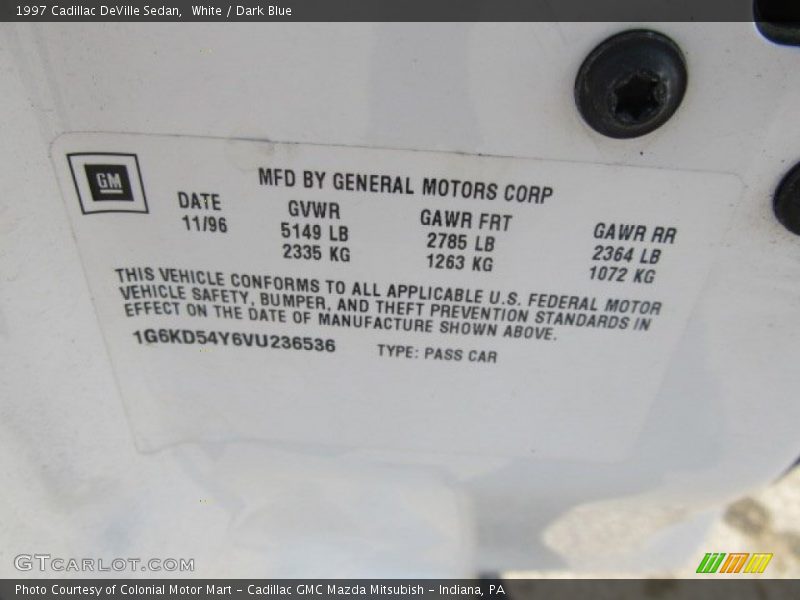 1997 Cadillac DeVille Sedan,  White / Dark Blue
GM
MFD BY GENERAL MOTORS CORP
DATE GVWR GAWR FRT GAWR RR
11/96 5149 LB 2785 LB 2364 LB
2335 KG 1263 KG 1072 KG
THIS VEHICLE CONFORMS TO ALL APPLICABLE U.S. FEDERAL MOTOR
VEHICLE SAFETY, BUMPER, AND THEFT PREVENTION STANDARDS IN
EFFECT ON THE DATE OF MANUFACTURE SHOWN ABOVE.
1G6KD54Y6VU236536 TYPE: PASS CAR
GTCARLOT.COM
Photo Courtesy of Colonial Motor Mart - Cadillac GMC Mazda Mitsubish - Indiana, PA